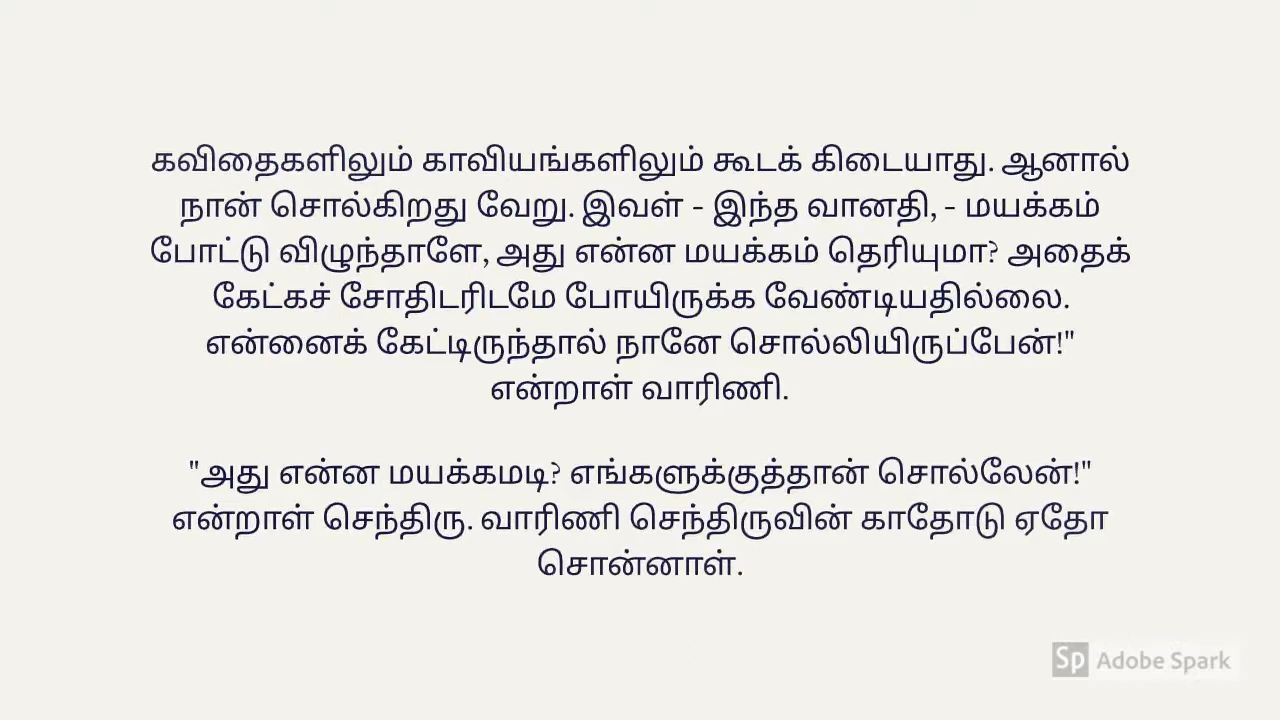 கவிதைகளிலும் காவியங்களிலும் கூடக் கிடையாது. ஆனால்
நான் சொல்கிறது வேறு. இவள் - இந்த வானதி, - மயக்கம்
போட்டு விழுந்தாளே, அது என்ன மயக்கம் தெரியுமா? அதைக்
கேட்கச் சோதிடரிடமே போயிருக்க வேண்டியதில்லை.
என்னைக் கேட்டிருந்தால் நானே சொல்லியிருப்பேன்!"
என்றாள் வாரிணி.
"அது என்ன மயக்கமடி? எங்களுக்குத்தான் சொல்லேன்!"
என்றாள் செந்திரு. வாரிணி செந்திருவின் காதோடு ஏதோ
சொன்னாள்.
Sp Adobe Spark